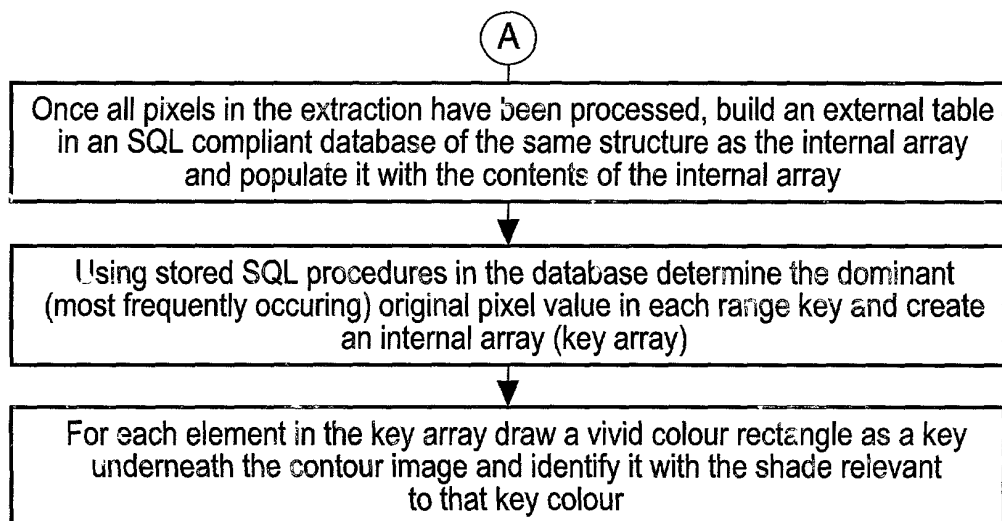 A
Once all pixels in the extraction have been processed, build an external table
in an SQL compliant database of the same structure as the internal array
and populate it with the contents of the internal array
Using stored SQL procedures in the database determine the dominant
(most frequently occuring) original pixel value in each range key and create
an internal array (key array)
For each element in the key array draw a vivid colour rectangle as a key
underneath the contour image and identify it with the shade relevant
to that key colour